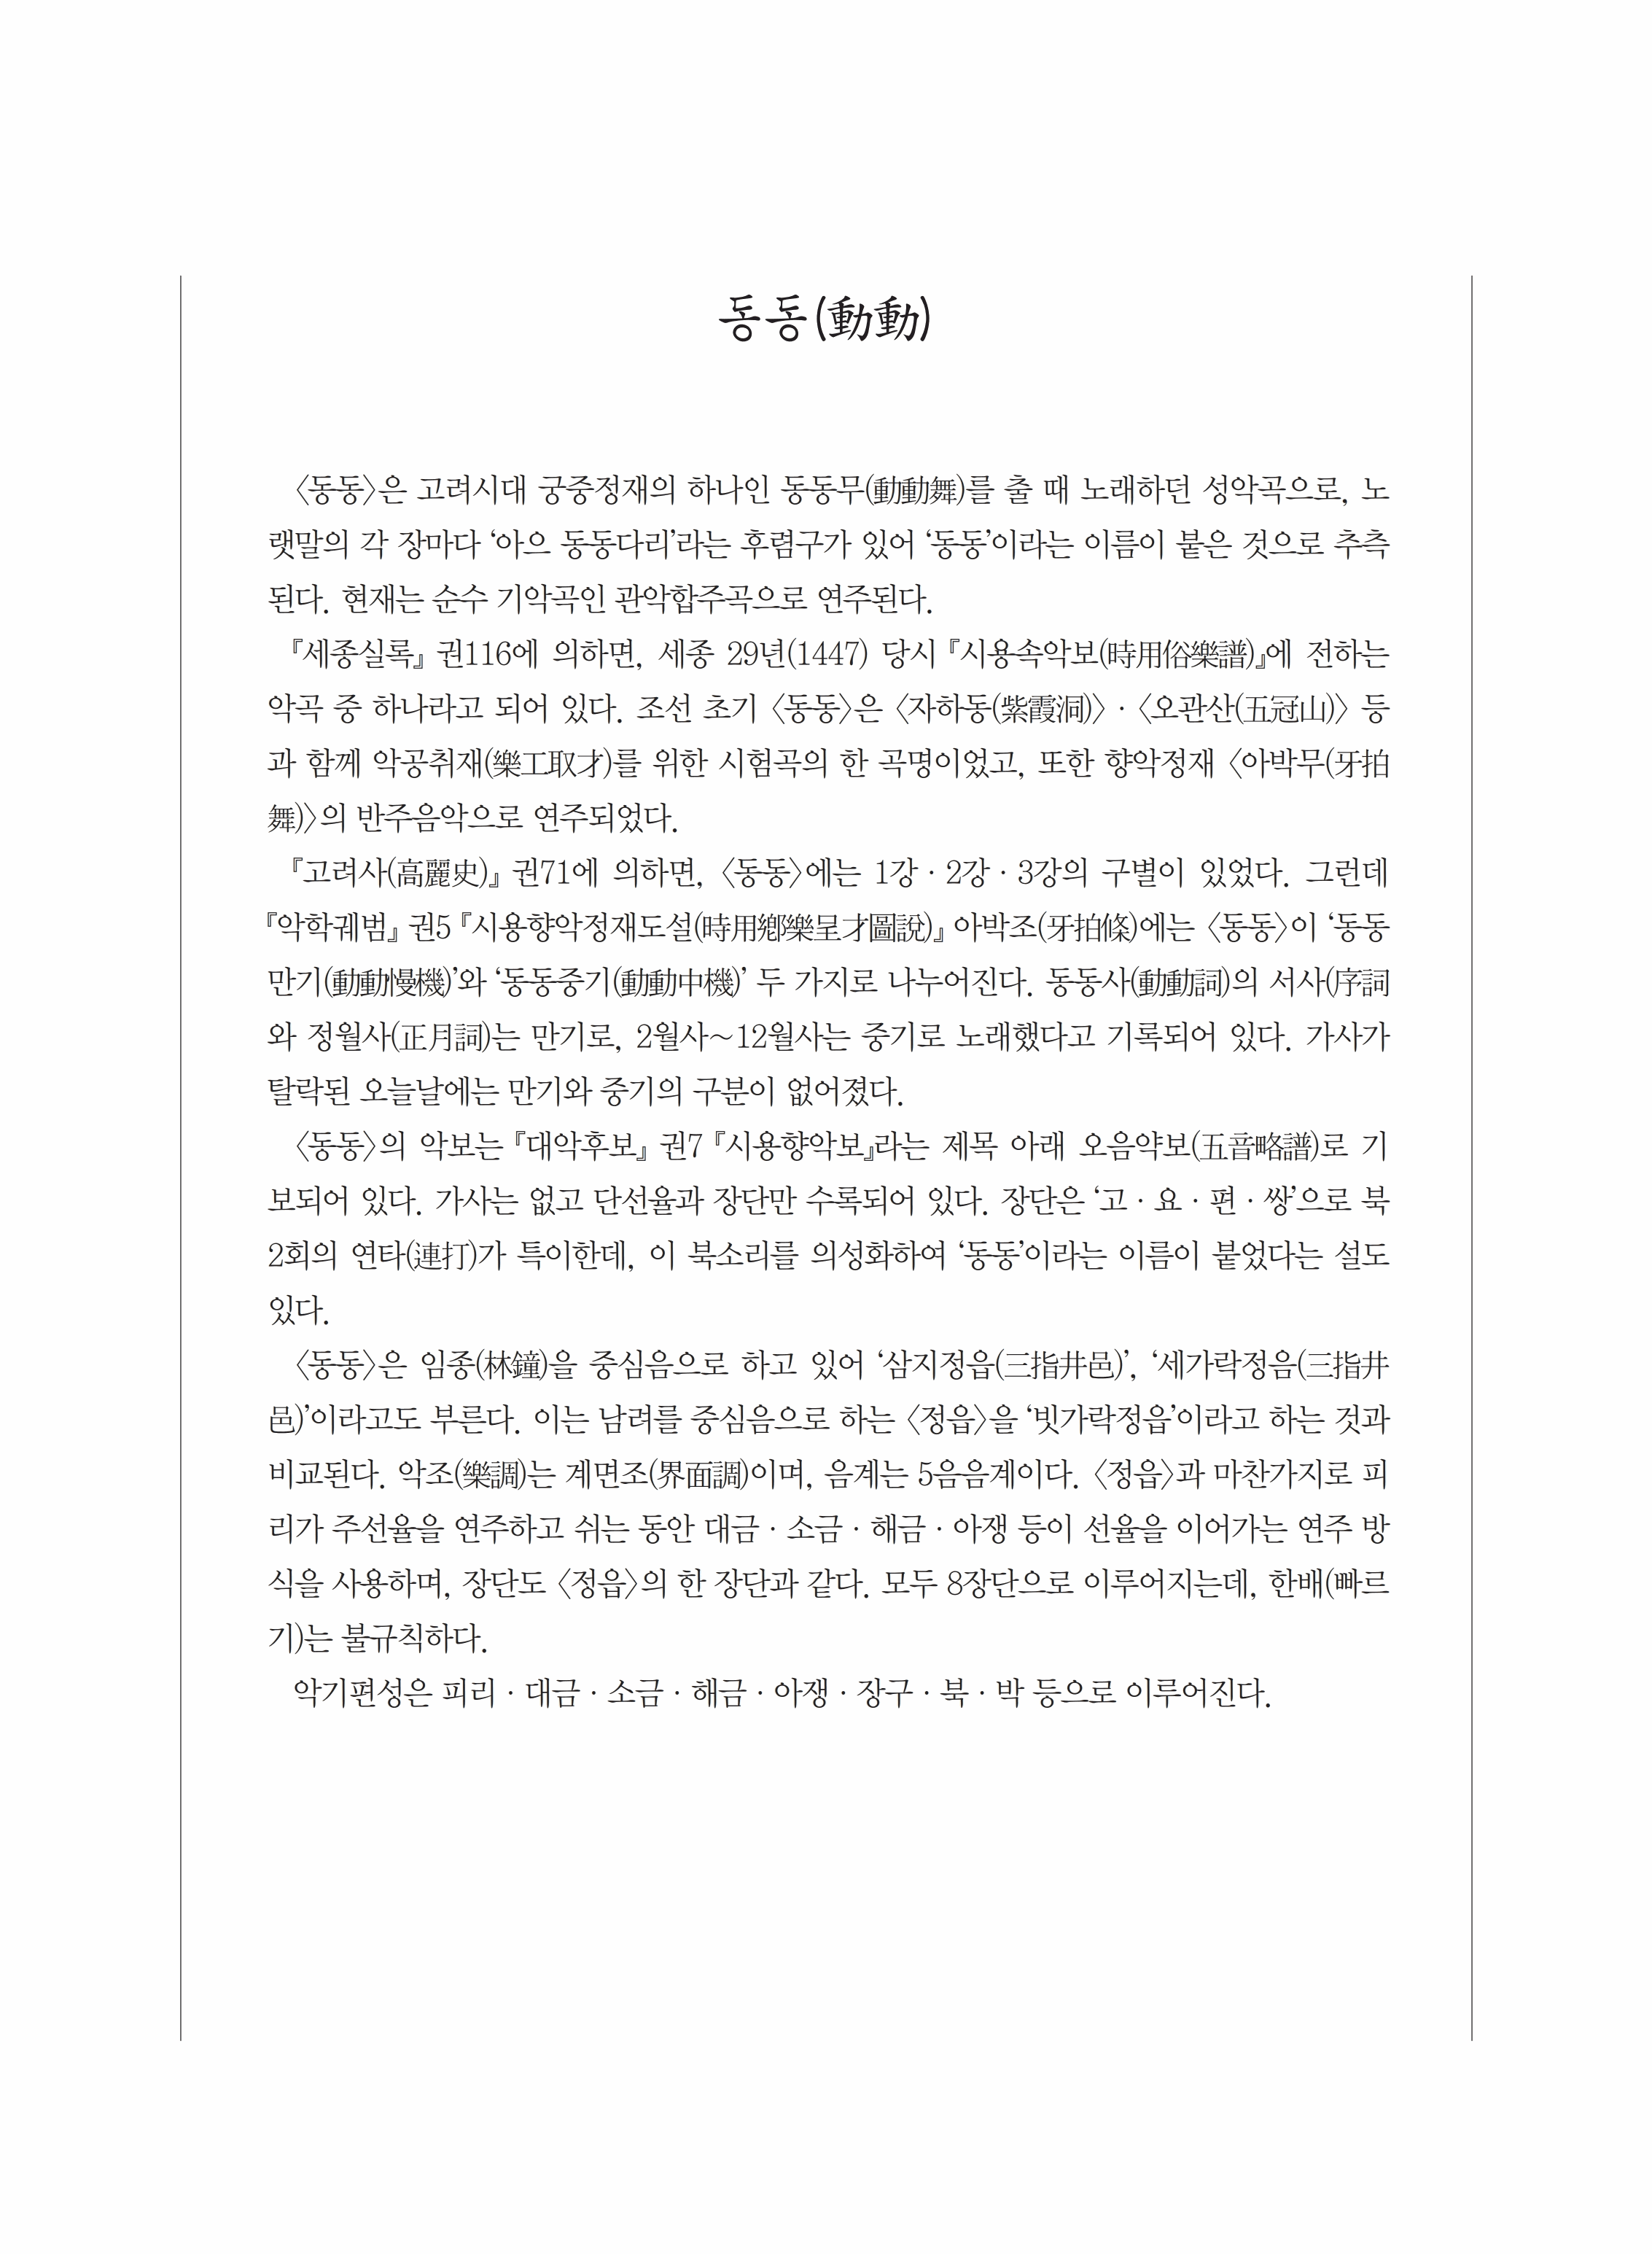 동동(動動)
〈동동〉은 고려시대 궁중정재의 하나인 동동무(動動舞)를 출 때 노래하던 성악곡으로, 노
랫말의 각 장마다 ‘아으 동동다리’라는 후렴구가 있어 ‘동동’이라는 이름이 붙은 것으로 추측
된다. 현재는 순수 기악곡인 관악합주곡으로 연주된다.
『세종실록』 권116에 의하면, 세종 29년(1447) 당시 『시용속악보(時用俗樂譜)』에 전하는
악곡 중 하나라고 되어 있다. 조선 초기 〈동동〉은 〈자하동(紫霞洞)〉 · 〈오관산(五冠山)〉 등
과 함께 악공취재(樂工取才)를 위한 시험곡의 한 곡명이었고, 또한 향악정재 〈아박무(牙拍
舞)〉의 반주음악으로 연주되었다.
『고려사(高麗史)』 권71에 의하면, 〈동동〉에는 1강 · 2강 · 3강의 구별이 있었다. 그런데
『악학궤범』 권5 『시용향악정재도설(時用鄕樂呈才圖說)』 아박조(牙拍條)에는 〈동동〉이 ‘동동
만기(動動慢機)’와 ‘동동중기(動動中機)’ 두 가지로 나누어진다. 동동사(動動詞)의 서사(序詞
와 정월사(正月詞)는 만기로, 2월사~12월사는 중기로 노래했다고 기록되어 있다. 가사가
탈락된 오늘날에는 만기와 중기의 구분이 없어졌다.
〈동동〉의 악보는 『대악후보』 권7 『시용향악보』라는 제목 아래 오음약보(五音略譜)로 기
보되어 있다. 가사는 없고 단선율과 장단만 수록되어 있다. 장단은 ‘고 · 요 · 편 · 쌍’으로 북
2회의 연타(連打)가 특이한데, 이 북소리를 의성화하여 ‘동동’이라는 이름이 붙었다는 설도
있다.
〈동동〉은 임종(林鐘)을 중심음으로 하고 있어 ‘삼지정읍(三指井邑)’, ‘세가락정음(三指井
邑)’이라고도 부른다. 이는 남려를 중심음으로 하는 〈정읍〉을 ‘빗가락정읍’이라고 하는 것과
비교된다. 악조(樂調)는 계면조(界面調)이며, 음계는 5음음계이다. 〈정읍〉과 마찬가지로 피
리가 주선율을 연주하고 쉬는 동안 대금 · 소금 · 해금 · 아쟁 등이 선율을 이어가는 연주 방
식을 사용하며, 장단도 〈정읍〉의 한 장단과 같다. 모두 8장단으로 이루어지는데, 한배(빠르
기)는 불규칙하다.
악기편성은 피리 · 대금 · 소금 · 해금 · 아쟁 · 장구 · 북 · 박 등으로 이루어진다.